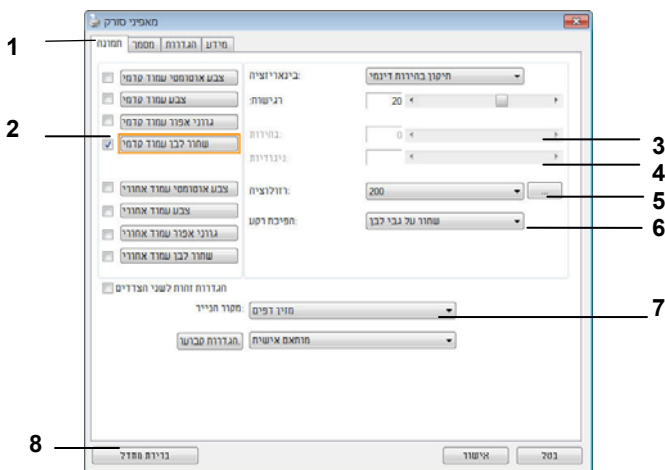 מאפיני סורק
תמונה מסמך הגדרות מידע
1
צבע אוטומטי עמוד קדמי
צבע עמוד קדמי
גווני אפור עמוד קדמי
שחור לבן עמוד קדמי
2
צבע אוטומטי עמוד אחורי
צבע עמוד אחורי
גווני אפור עמוד אחורי
שחור לבן עמוד אחורי
בינאריזציה: תיקון בהירות דינמי
רגישות: 20
בהירות: 0
3
ניגודיות:
4
רזולוציה: 200 ...
5
הפיכת רקע: שחור על גבי לבן
6
הגדרות זהות לשני הצדדים
מקור הנייר: מזין דפים
7
הגדרות קבוער. מותאם אישית
8
ברירת מחדל אישור בטל